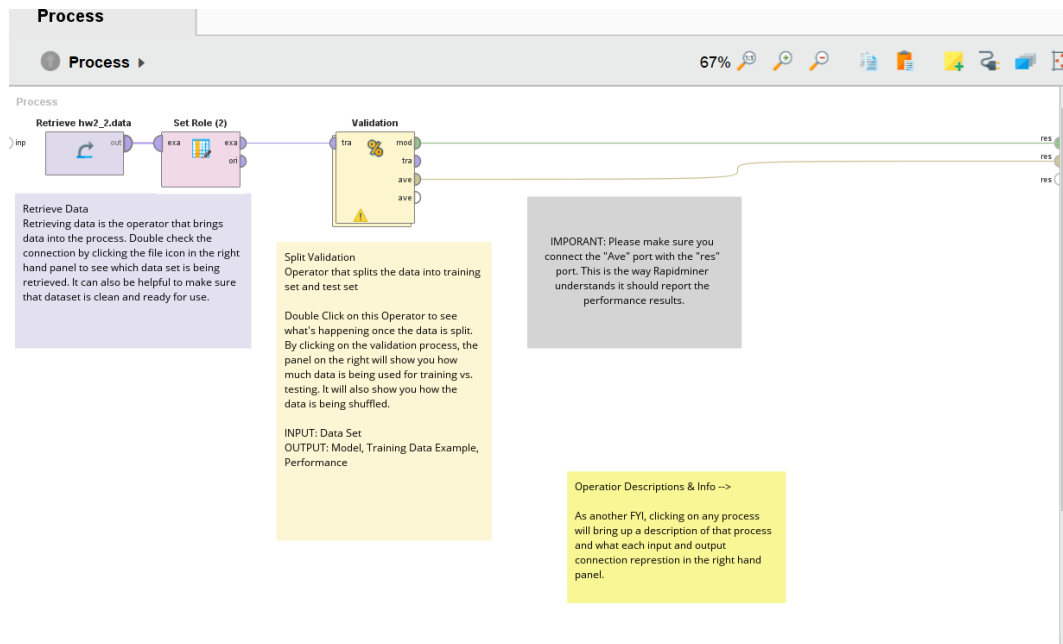 Process
Process
67%
Process
Retrieve hw2_2.data
Set Role (2)
Validation
inp
out
exa
exa
ori
tra
mod
tra
ave
ave
res
res
res
Retrieve Data
Retrieving data is the operator that brings
data into the process. Double check the
connection by clicking the file icon in the right
hand panel to see which data set is being
retrieved. It can also be helpful to make sure
that dataset is clean and ready for use.
Split Validation
Operator that splits the data into training
set and test set
Double Click on this Operator to see
what's happening once the data is split.
By clicking on the validation process, the
panel on the right will show you how
much data is being used for training vs.
testing. It will also show you how the
data is being shuffled.
INPUT: Data Set
OUTPUT: Model, Training Data Example,
Performance
IMPORANT: Please make sure you
connect the "Ave" port with the "res"
port. This is the way Rapidminer
understands it should report the
performance results.
Operatior Descriptions & Info -->
As another FYI, clicking on any process
will bring up a description of that process
and what each input and output
connection represtion in the right hand
panel.